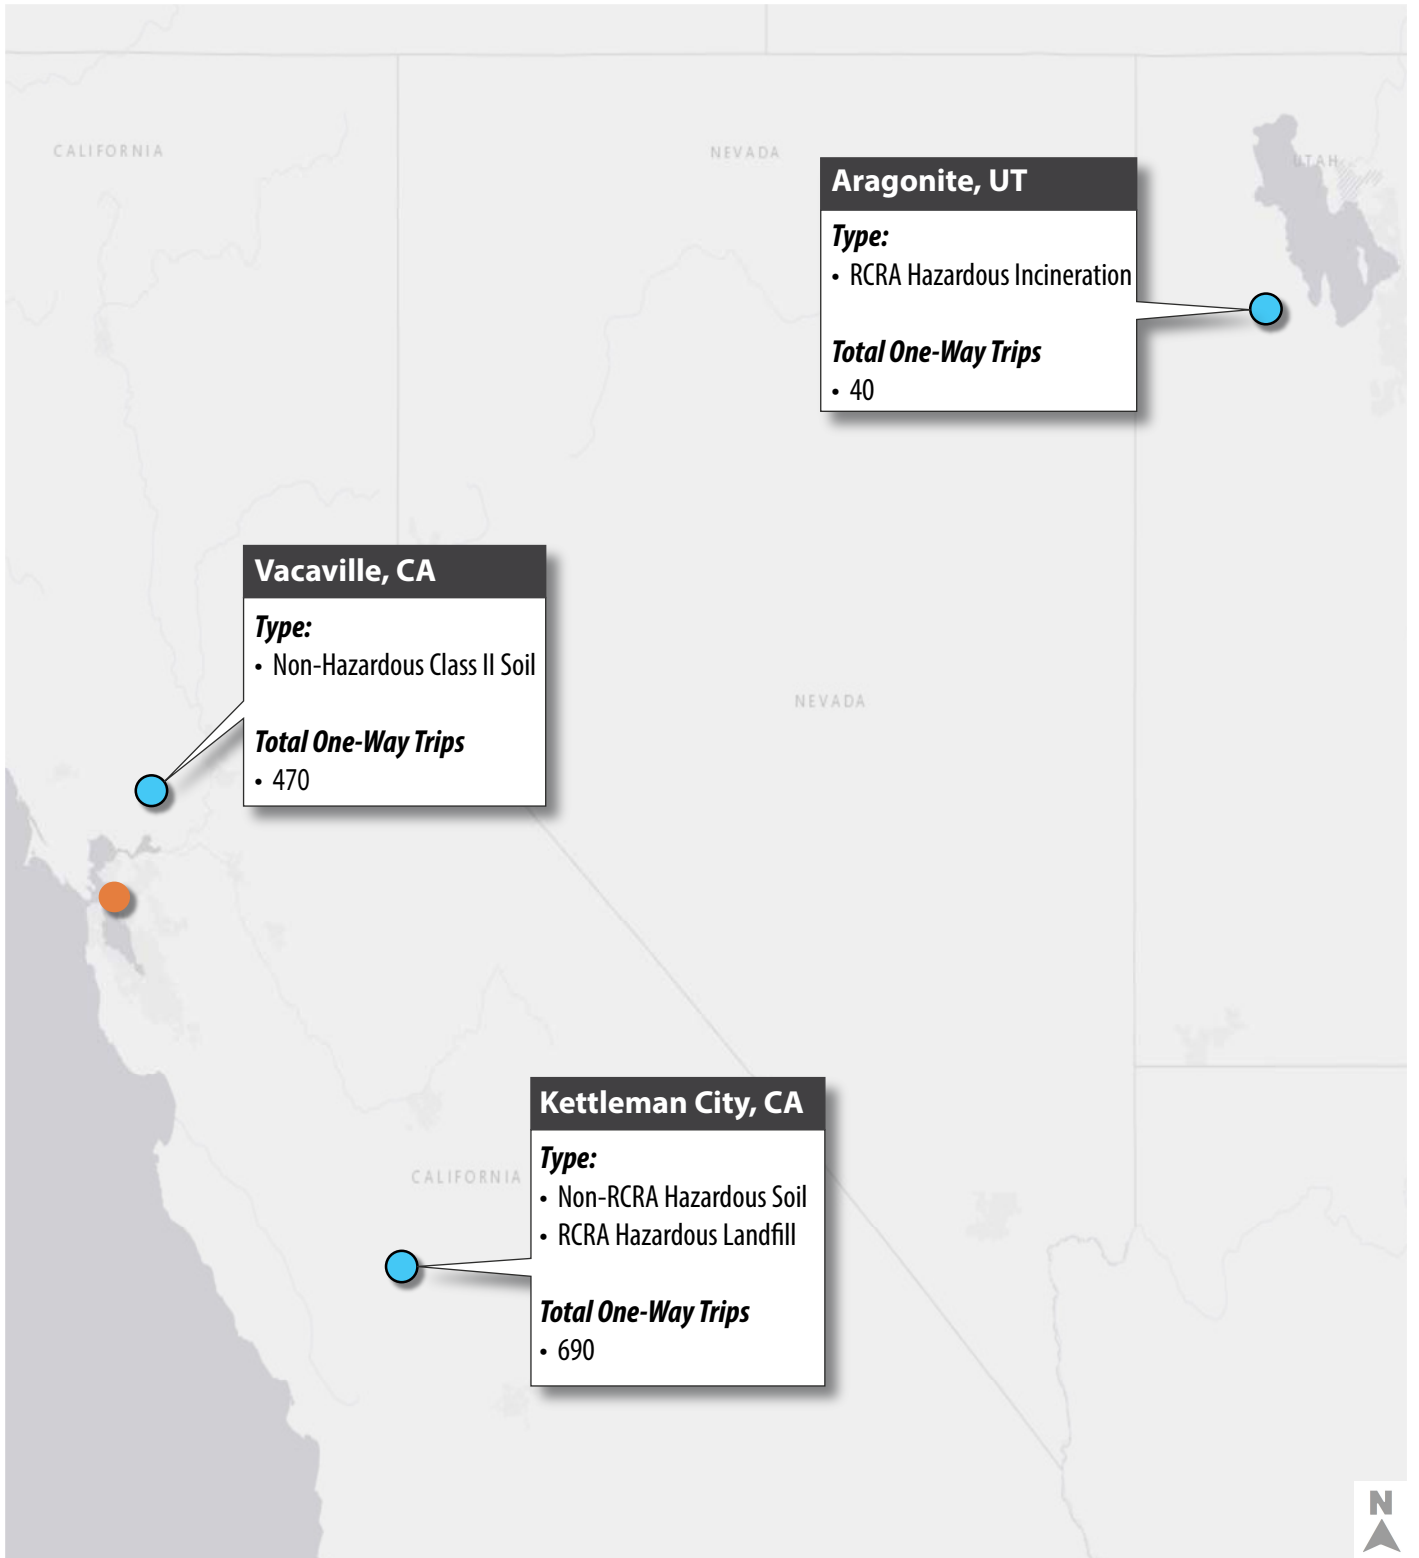 CALIFORNIA
NEVADA
UTAH
Aragonite, UT
Type:
• RCRA Hazardous Incineration
Total One-Way Trips
• 40
Vacaville, CA
Type:
• Non-Hazardous Class II Soil
Total One-Way Trips
• 470
NEVADA
Kettleman City, CA
Type:
• Non-RCRA Hazardous Soil
• RCRA Hazardous Landfill
Total One-Way Trips
• 690
CALIFORNIA
N